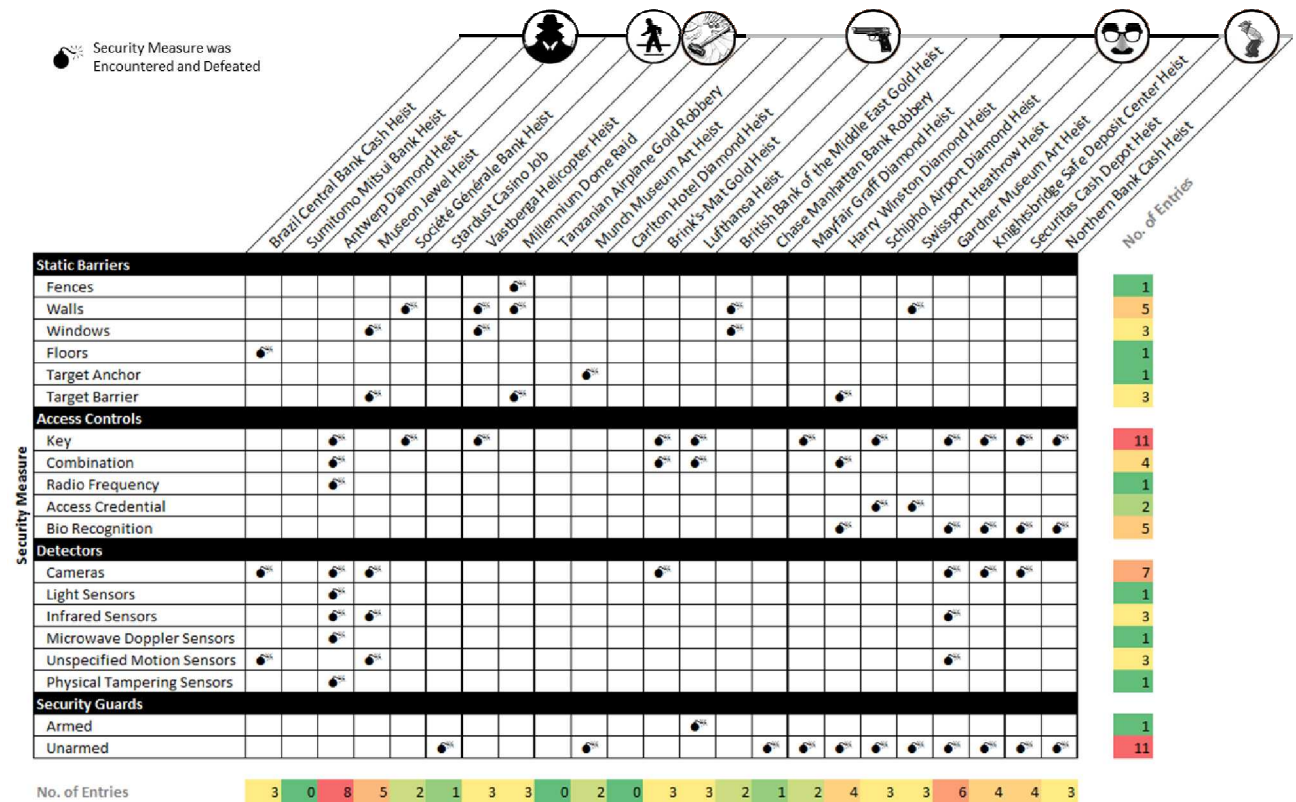 Security Measure was
Encountered and Defeated
Brazil Central Bank Cash Heist
Sumitomo Mitsui Bank Heist
Antwerp Diamond Heist
Museon Jewel Heist
Société Générale Bank Heist
Stardust Casino Job
Vastberga Helicopter Heist
Millennium Dome Raid
Tanzanian Airplane Gold Robbery
Munch Museum Art Heist
Carlton Hotel Diamond Heist
Brink's-Mat Gold Heist
Lufthansa Heist
British Bank of the Middle East Gold Heist
Chase Manhattan Bank Robbery
Mayfair Graff Diamond Heist
Harry Winston Diamond Heist
Schiphol Airport Diamond Heist
Swissport Heathrow Heist
Gardner Museum Art Heist
Knightsbridge Safe Deposit Center Heist
Securitas Cash Depot Heist
Northern Bank Cash Heist
No. of Entries
Security Measure
Static Barriers
Fences 1
Walls 5
Windows 3
Floors 1
Target Anchor 1
Target Barrier 3
Access Controls
Key 11
Combination 4
Radio Frequency 1
Access Credential 2
Bio Recognition 5
Detectors
Cameras 7
Light Sensors 1
Infrared Sensors 3
Microwave Doppler Sensors 1
Unspecified Motion Sensors 3
Physical Tampering Sensors 1
Security Guards
Armed 1
Unarmed 11
No. of Entries 3 0 8 5 2 1 3 3 0 2 0 3 3 2 1 2 4 3 3 6 4 4 3